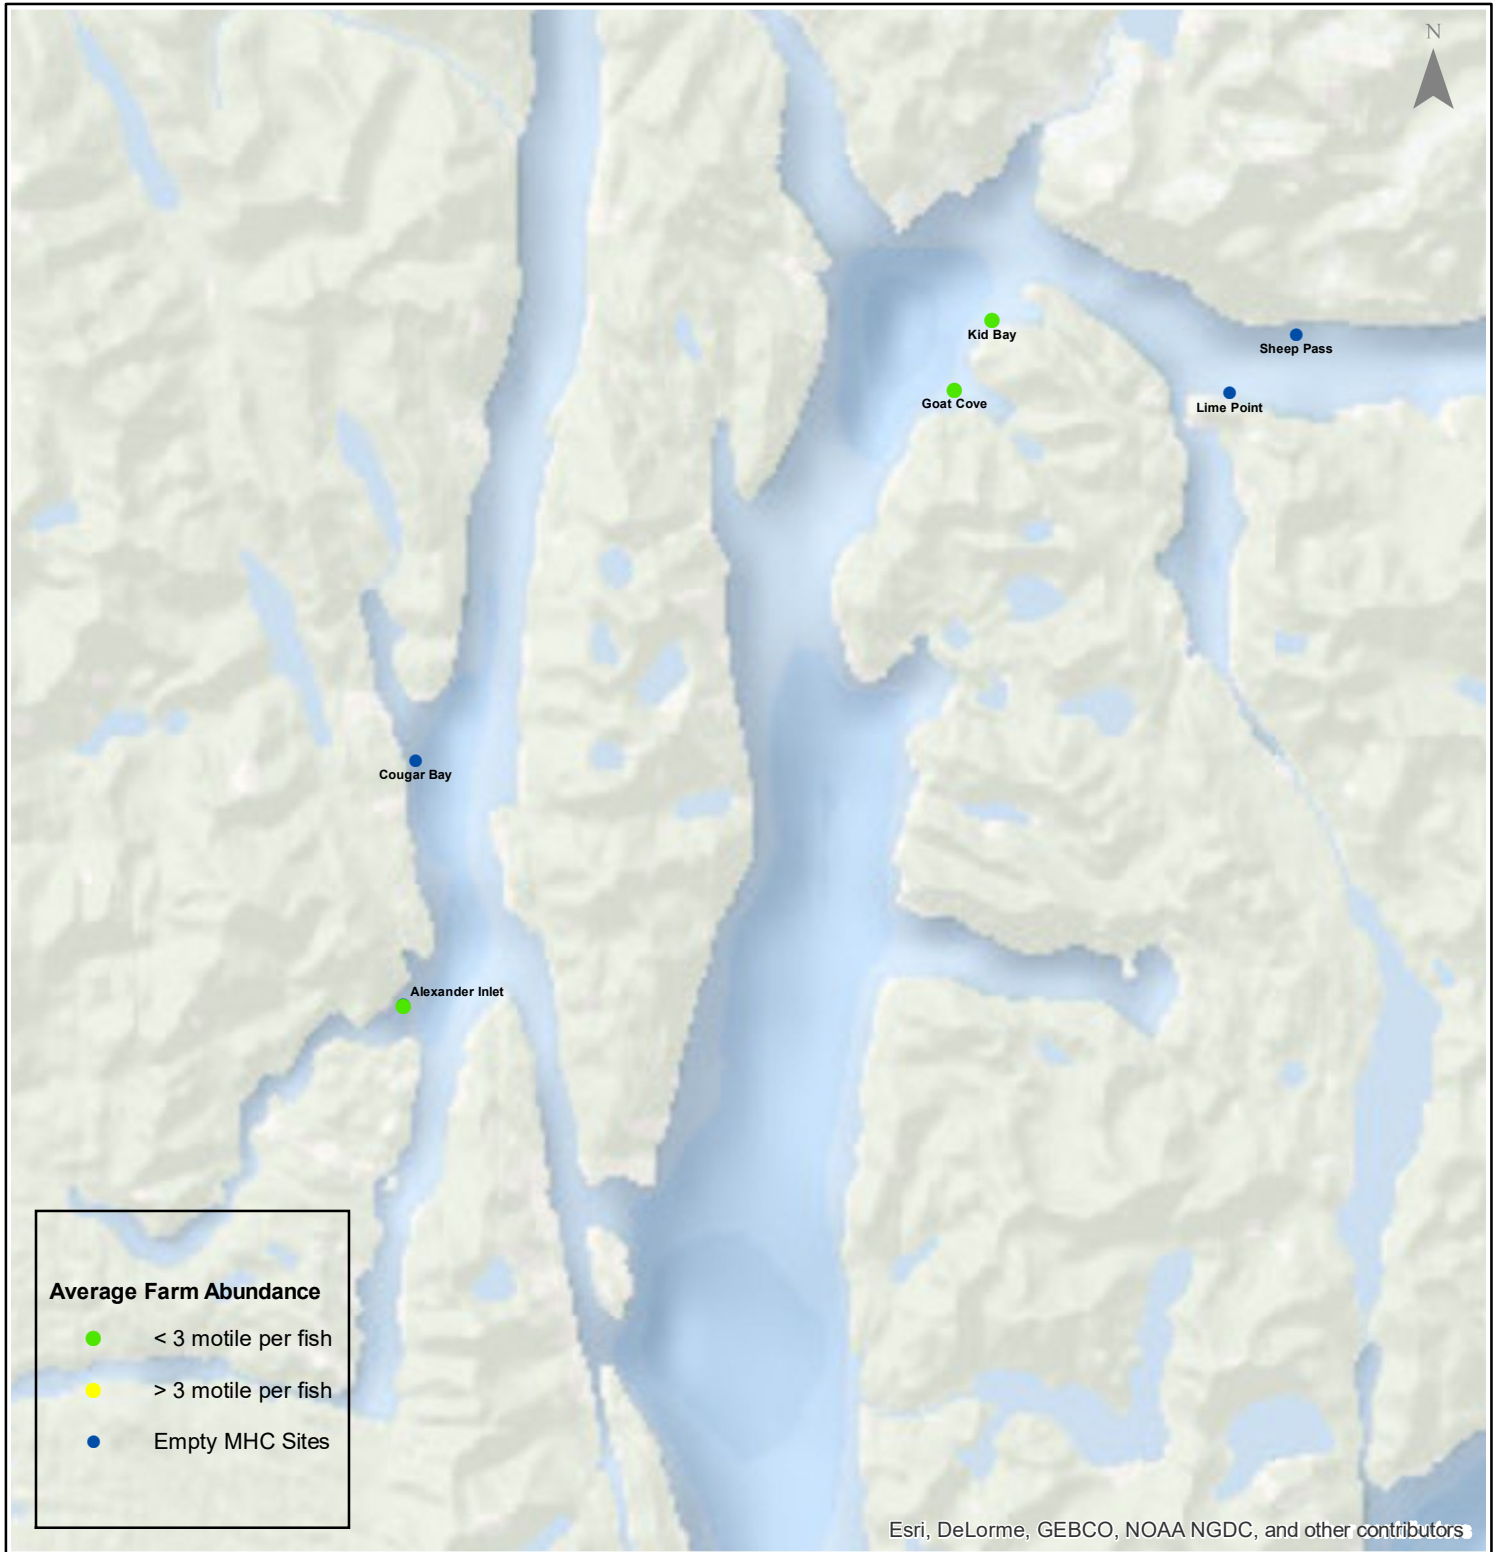 N
Kid Bay
Sheep Pass
Goat Cove
Lime Point
Cougar Bay
Alexander Inlet
Average Farm Abundance
< 3 motile per fish
> 3 motile per fish
Empty MHC Sites
Esri, DeLorme, GEBCO, NOAA NGDC, and other contributors